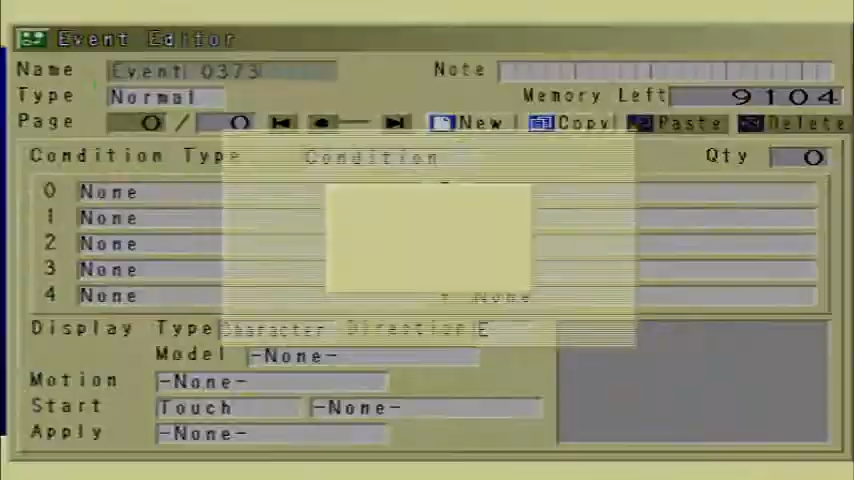 Event Editor
Name Event 0373 Note
Type Normal Memory Left 9104
Page 0 / 0 New Copy Paste Delete
Condition Type Condition Qty 0
0 None
1 None
2 None
3 None
4 None None
Display Type Character Direction E
Model -None-
Motion -None-
Start Touch -None-
Apply -None-